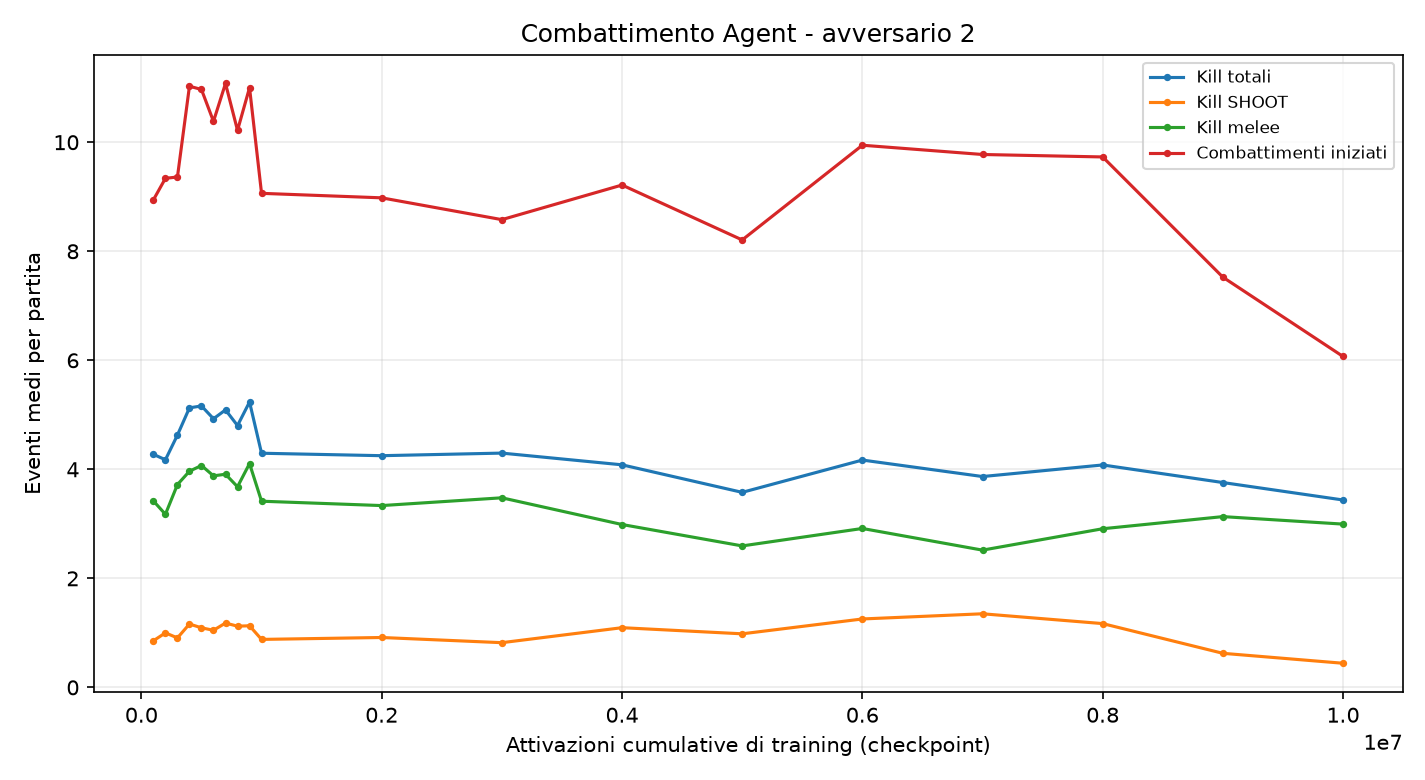 Combattimento Agent - avversario 2
Kill totali
Kill SHOOT
Kill melee
Combattimenti iniziati
Eventi medi per partita
10
8
6
4
2
0
0.0 0.2 0.4 0.6 0.8 1.0
1e7
Attivazioni cumulative di training (checkpoint)